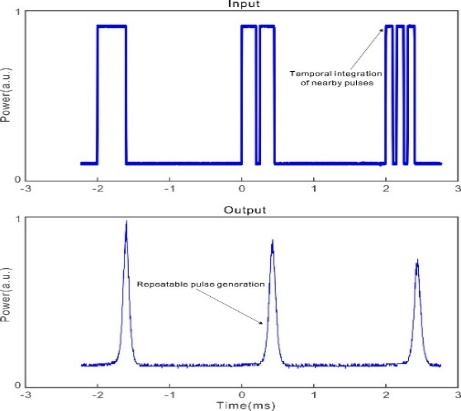 Input
1
Power(a.u.)
Temporal integration
of nearby pulses
0
-3 -2 -1 0 1 2 3
Output
1
Power(a.u.)
Repeatable pulse generation
0
-3 -2 -1 0 1 2 3
Time(ms)